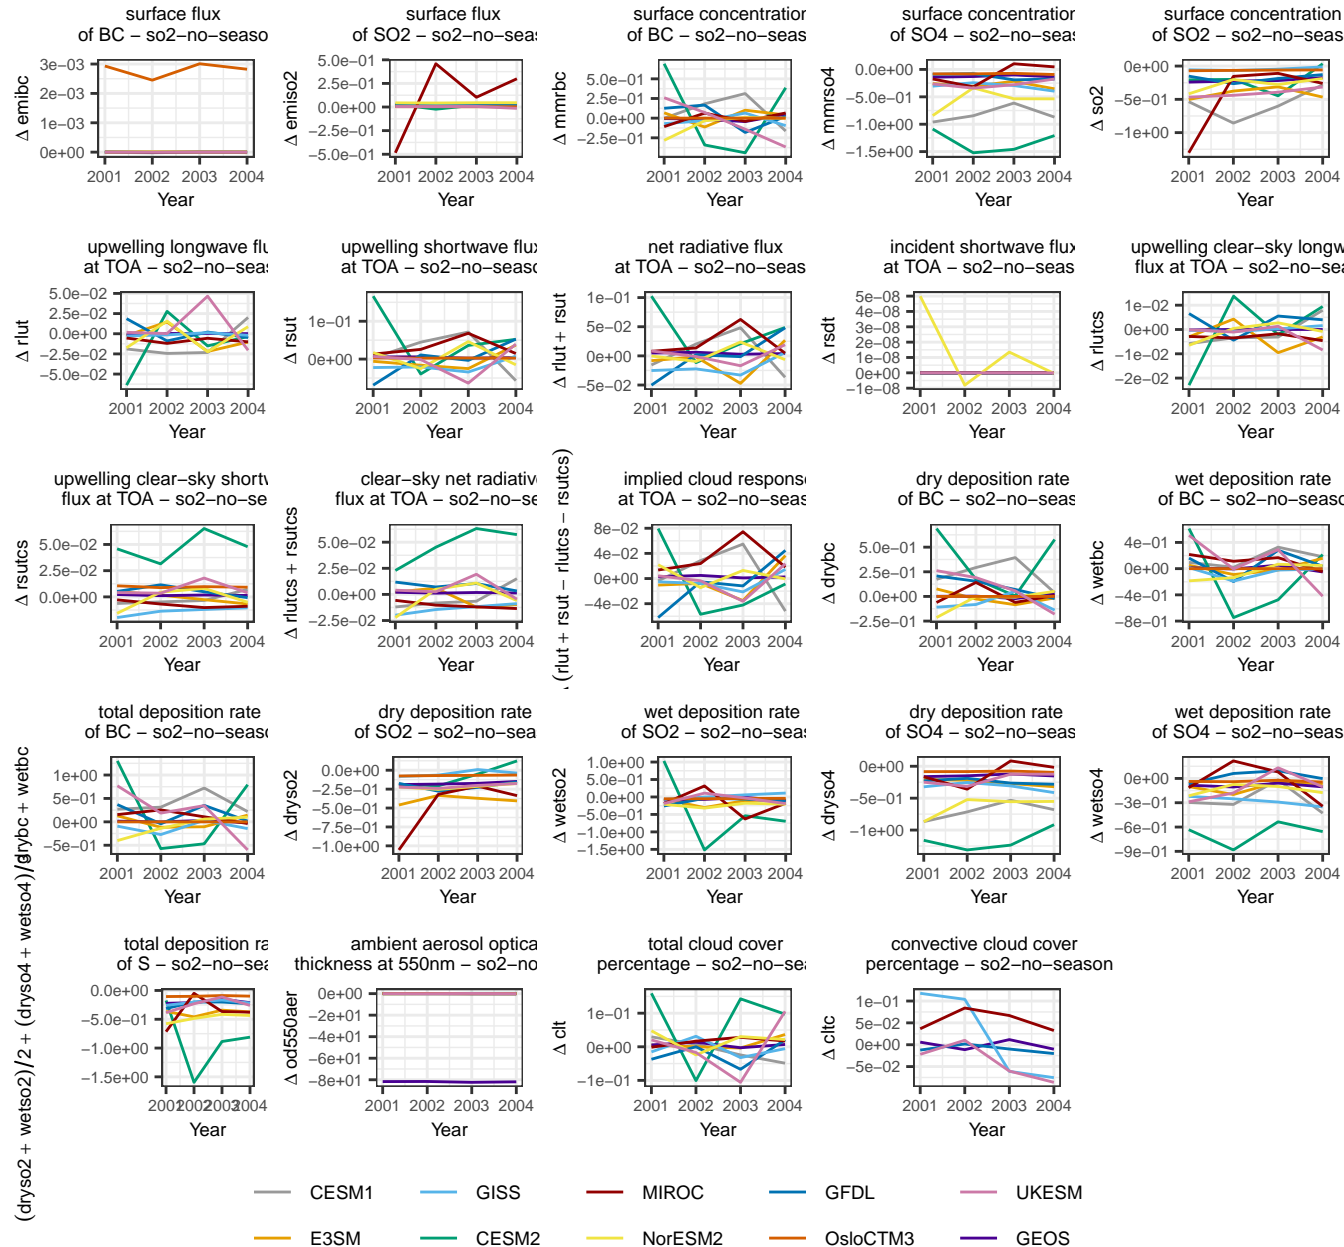 surface flux
of BC − so2−no−seaso
surface flux
of SO2 − so2−no−seas
surface concentration
of BC − so2−no−seas
surface concentration
of SO4 − so2−no−seas
surface concentration
of SO2 − so2−no−seas
Δ emibc
3e−03
2e−03
1e−03
0e+00
2001 2002 2003 2004
Year
Δ emiso2
5.0e−01
2.5e−01
0.0e+00
−2.5e−01
−5.0e−01
2001 2002 2003 2004
Year
Δ mmrbc
5.0e−01
2.5e−01
0.0e+00
−2.5e−01
2001 2002 2003 2004
Year
Δ mmrso4
0.0e+00
−5.0e−01
−1.0e+00
−1.5e+00
2001 2002 2003 2004
Year
Δ so2
0e+00
−5e−01
−1e+00
2001 2002 2003 2004
Year
upwelling longwave flu
at TOA − so2−no−seas
upwelling shortwave flux
at TOA − so2−no−seaso
net radiative flux
at TOA − so2−no−seas
incident shortwave flux
at TOA − so2−no−seas
upwelling clear−sky longw
flux at TOA − so2−no−sea
Δ rlut
5.0e−02
2.5e−02
0.0e+00
−2.5e−02
−5.0e−02
2001 2002 2003 2004
Year
Δ rsut
1e−01
0e+00
2001 2002 2003 2004
Year
Δ rlut + rsut
1e−01
5e−02
0e+00
−5e−02
2001 2002 2003 2004
Year
Δ rsdt
5e−08
4e−08
3e−08
2e−08
1e−08
0e+00
−1e−08
2001 2002 2003 2004
Year
Δ rlutcs
1e−02
0e+00
−1e−02
−2e−02
2001 2002 2003 2004
Year
upwelling clear−sky shortw
flux at TOA − so2−no−se
clear−sky net radiative
flux at TOA − so2−no−se
implied cloud response
at TOA − so2−no−seas
dry deposition rate
of BC − so2−no−seas
wet deposition rate
of BC − so2−no−seaso
Δ rsutcs
5.0e−02
2.5e−02
0.0e+00
2001 2002 2003 2004
Year
Δ rlutcs + rsutcs
6e−02
4e−02
2e−02
0e+00
−2e−02
2001 2002 2003 2004
Year
(rlut + rsut − rlutcs − rsutcs)
8e−02
4e−02
0e+00
−4e−02
2001 2002 2003 2004
Year
Δ drybc
5.0e−01
2.5e−01
0.0e+00
−2.5e−01
2001 2002 2003 2004
Year
Δ wetbc
4e−01
0e+00
−4e−01
−8e−01
2001 2002 2003 2004
Year
total deposition rate
of BC − so2−no−seaso
dry deposition rate
of SO2 − so2−no−seas
wet deposition rate
of SO2 − so2−no−seas
dry deposition rate
of SO4 − so2−no−seas
wet deposition rate
of SO4 − so2−no−seas
drybc + wetbc
1e+00
5e−01
0e+00
−5e−01
2001 2002 2003 2004
Year
Δ dryso2
0.0e+00
−2.5e−01
−5.0e−01
−7.5e−01
−1.0e+00
2001 2002 2003 2004
Year
Δ wetso2
1.0e+00
5.0e−01
0.0e+00
−5.0e−01
−1.0e+00
−1.5e+00
2001 2002 2003 2004
Year
Δ dryso4
0e+00
−5e−01
−1e+00
2001 2002 2003 2004
Year
Δ wetso4
0e+00
−3e−01
−6e−01
−9e−01
2001 2002 2003 2004
Year
total deposition ra
of S − so2−no−sea
ambient aerosol optica
thickness at 550nm − so2−no
total cloud cover
percentage − so2−no−sea
convective cloud cover
percentage − so2−no−season
(dryso2 + wetso2)/2 + (dryso4 + wetso4)/3
0.0e+00
−5.0e−01
−1.0e+00
−1.5e+00
2001 2002 2003 2004
Year
Δ od550aer
0e+00
−2e+01
−4e+01
−6e+01
−8e+01
2001 2002 2003 2004
Year
Δ clt
1e−01
0e+00
−1e−01
2001 2002 2003 2004
Year
Δ cltc
1e−01
5e−02
0e+00
−5e−02
2001 2002 2003 2004
Year
CESM1
GISS
MIROC
GFDL
UKESM
E3SM
CESM2
NorESM2
OsloCTM3
GEOS